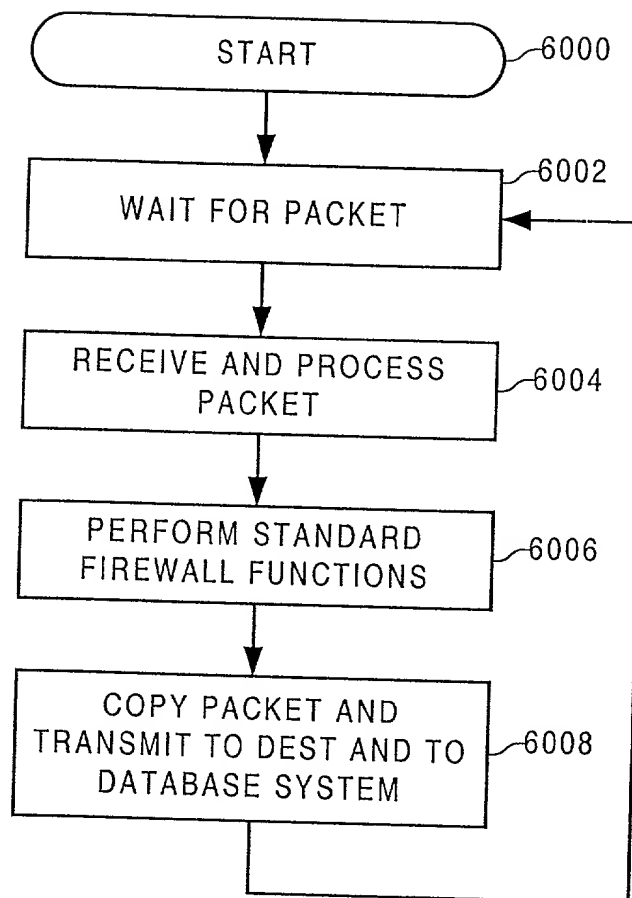 START
6000
WAIT FOR PACKET
6002
RECEIVE AND PROCESS
PACKET
6004
PERFORM STANDARD
FIREWALL FUNCTIONS
6006
COPY PACKET AND
TRANSMIT TO DEST AND TO
DATABASE SYSTEM
6008